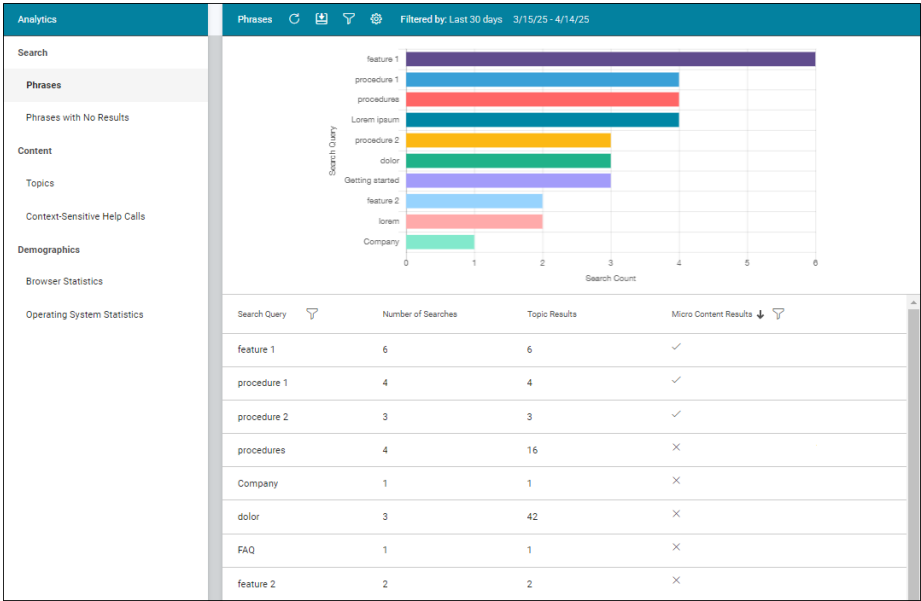 Analytics
Search
Phrases
Phrases with No Results
Content
Topics
Context-Sensitive Help Calls
Demographics
Browser Statistics
Operating System Statistics
Phrases Filtered by: Last 30 days 3/15/25 - 4/14/25
Search Query
feature 1
procedure 1
procedures
Lorem ipsum
procedure 2
dolor
Getting started
feature 2
lorem
Company
0 1 2 3 4 5 6
Search Count
Search Query Number of Searches Topic Results Micro Content Results
feature 1 6 6
procedure 1 4 4
procedure 2 3 3
procedures 4 16
Company 1 1
dolor 3 42
FAQ 1 1
feature 2 2 2